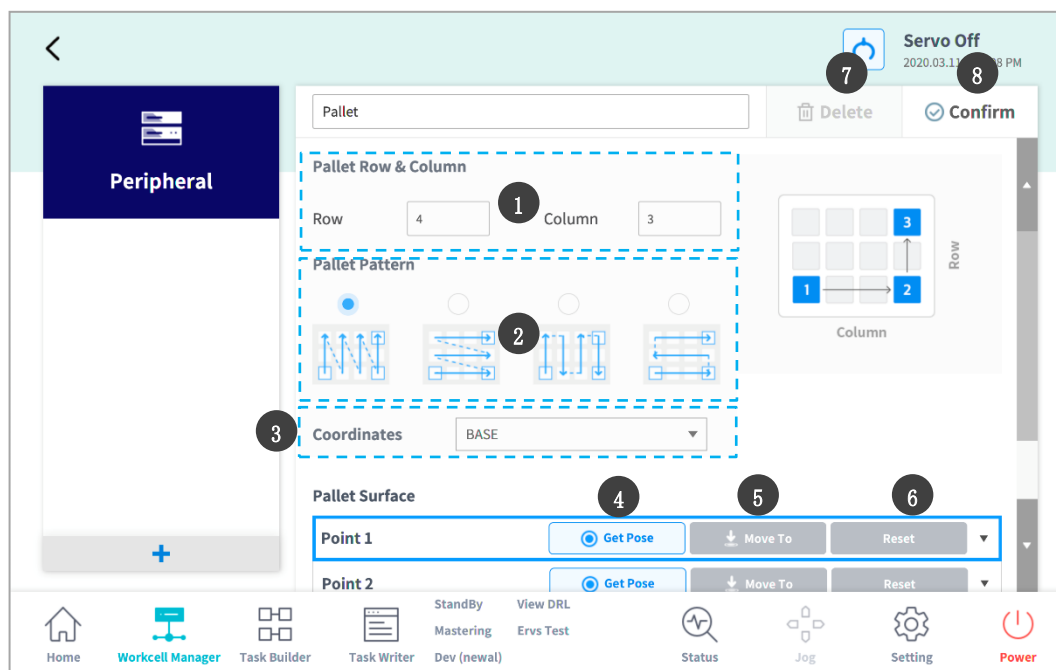 Servo Off
2020.03.11
8 PM
7
8
Pallet
Delete
Confirm
Peripheral
Pallet Row & Column
Row
4
1
Column
3
Pallet Pattern
2
3
Coordinates
BASE
3
1
2
Row
Column
Pallet Surface
4
5
6
Point 1
Get Pose
Move To
Reset
Point 2
Get Pose
Move To
Reset
+
Home
Workcell Manager
Task Builder
Task Writer
StandBy
Mastering
Dev (newal)
View DRL
Ervs Test
Status
Jog
Setting
Power